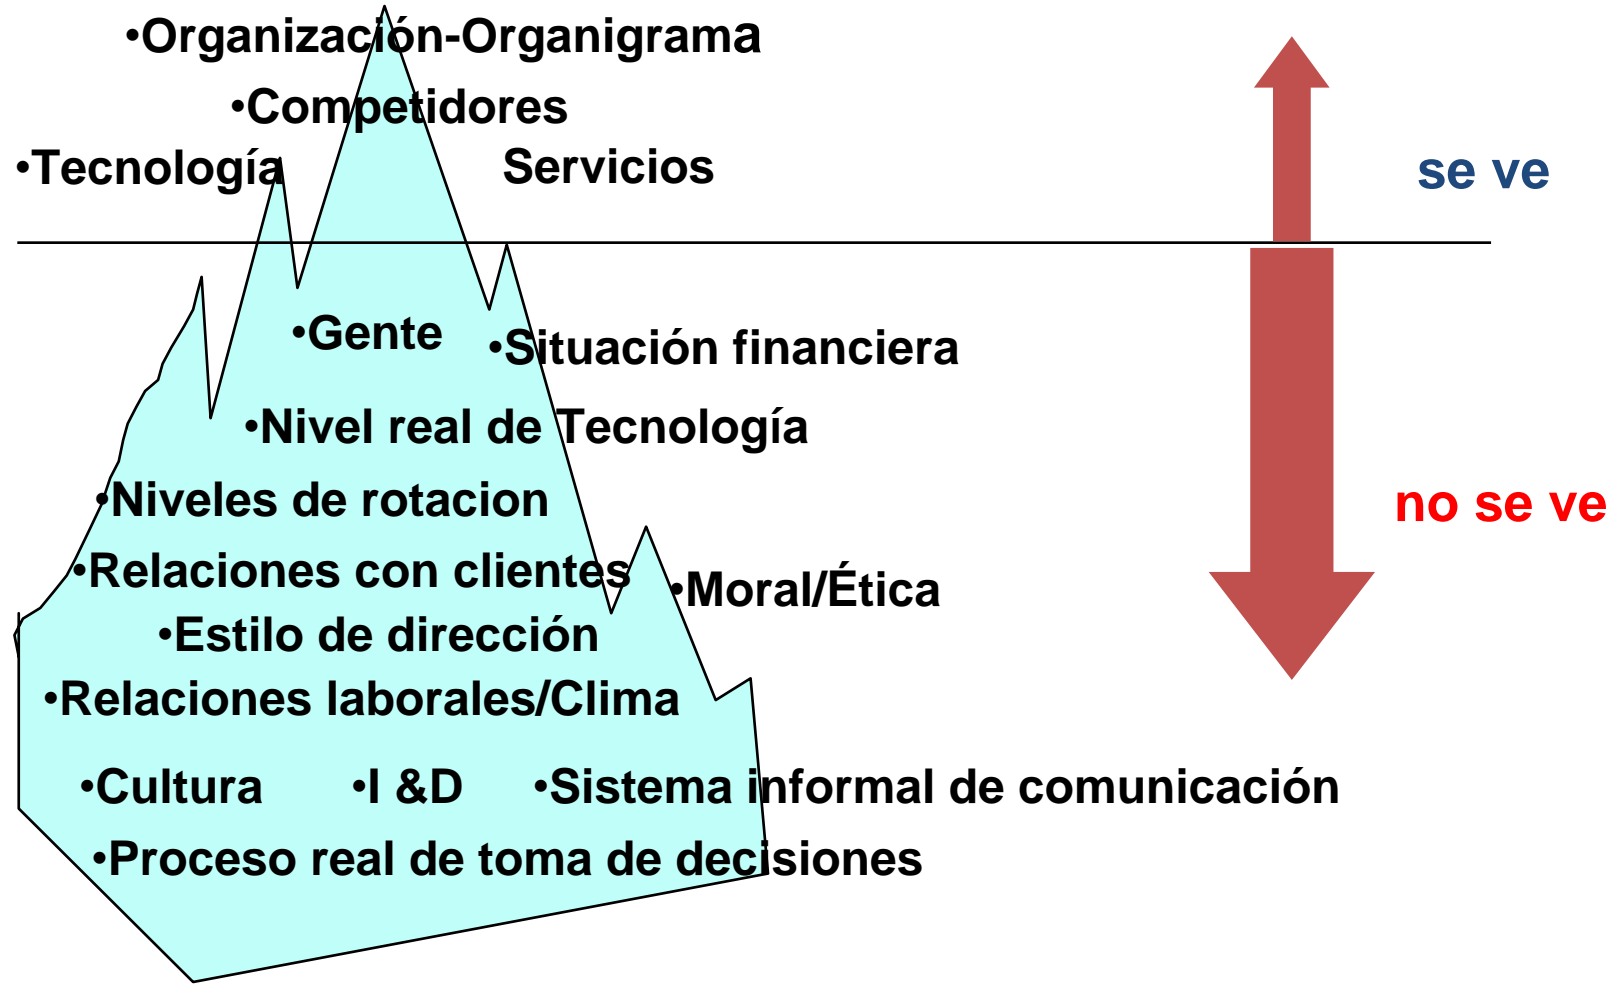 •Organización-Organigrama
•Competidores
•Tecnología Servicios
se ve
•Gente •Situación financiera
•Nivel real de Tecnología
•Niveles de rotacion
no se ve
•Relaciones con clientes •Moral/Ética
•Estilo de dirección
•Relaciones laborales/Clima
•Cultura •I &D •Sistema informal de comunicación
•Proceso real de toma de decisiones